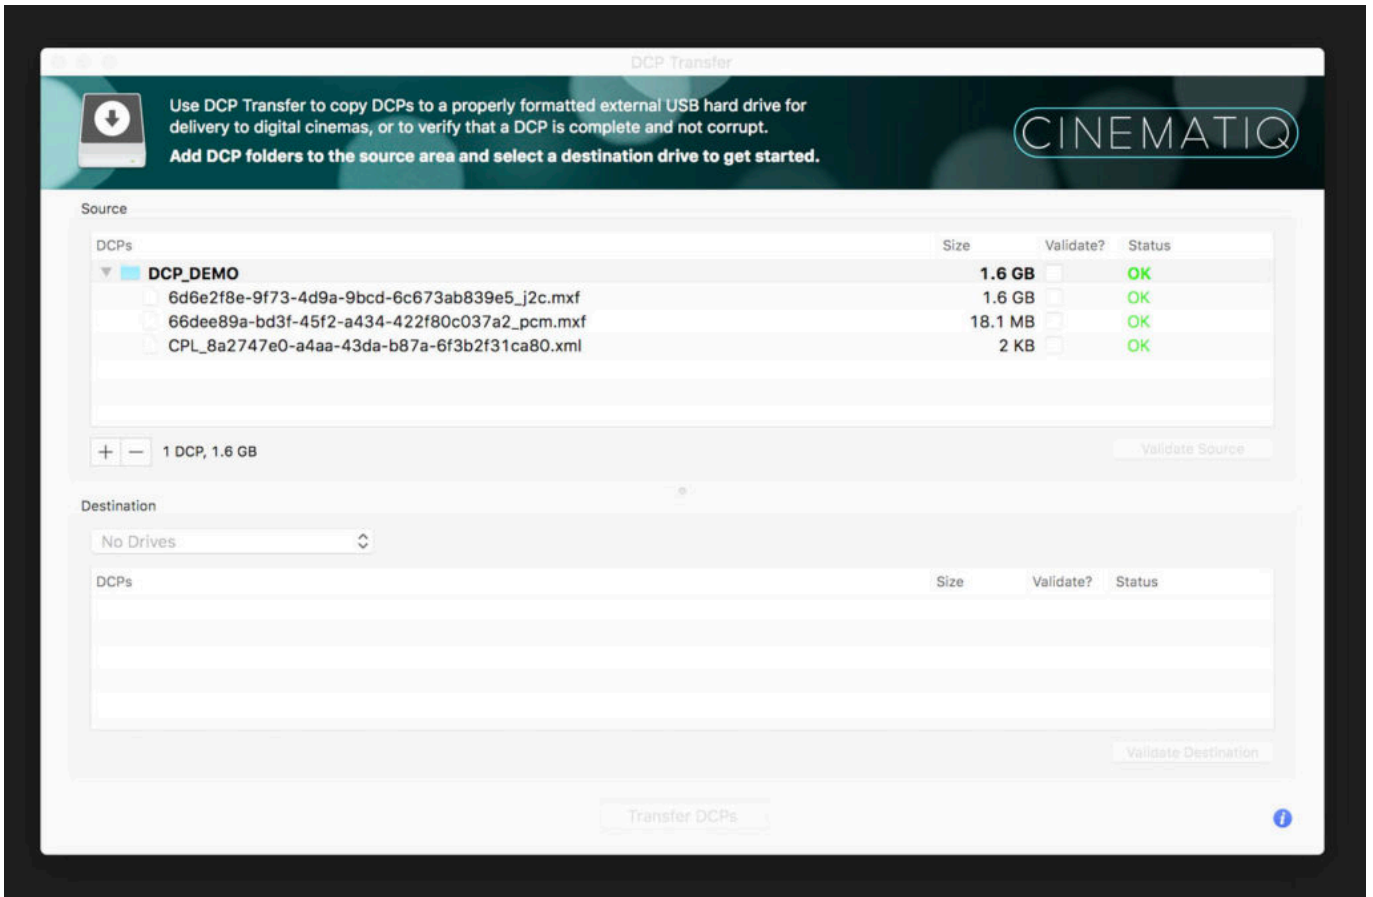 DCP Transfer
Use DCP Transfer to copy DCPs to a properly formatted external USB hard drive for
delivery to digital cinemas, or to verify that a DCP is complete and not corrupt.
Add DCP folders to the source area and select a destination drive to get started.
CINEMATIQ
Source
DCPs Size Validate? Status
DCP_DEMO 1.6 GB OK
6d6e2f8e-9f73-4d9a-9bcd-6c673ab839e5_j2c.mxf 1.6 GB OK
66dee89a-bd3f-45f2-a434-422f80c037a2_pcm.mxf 18.1 MB OK
CPL_8a2747e0-a4aa-43da-b87a-6f3b2f31ca80.xml 2 KB OK
+ − 1 DCP, 1.6 GB Validate Source
Destination
No Drives
DCPs Size Validate? Status
Validate Destination
Transfer DCPs
i